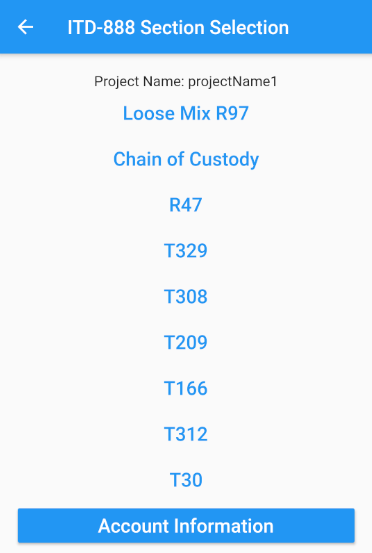 ITD-888 Section Selection
Project Name: projectName1
Loose Mix R97
Chain of Custody
R47
T329
T308
T209
T166
T312
T30
Account Information